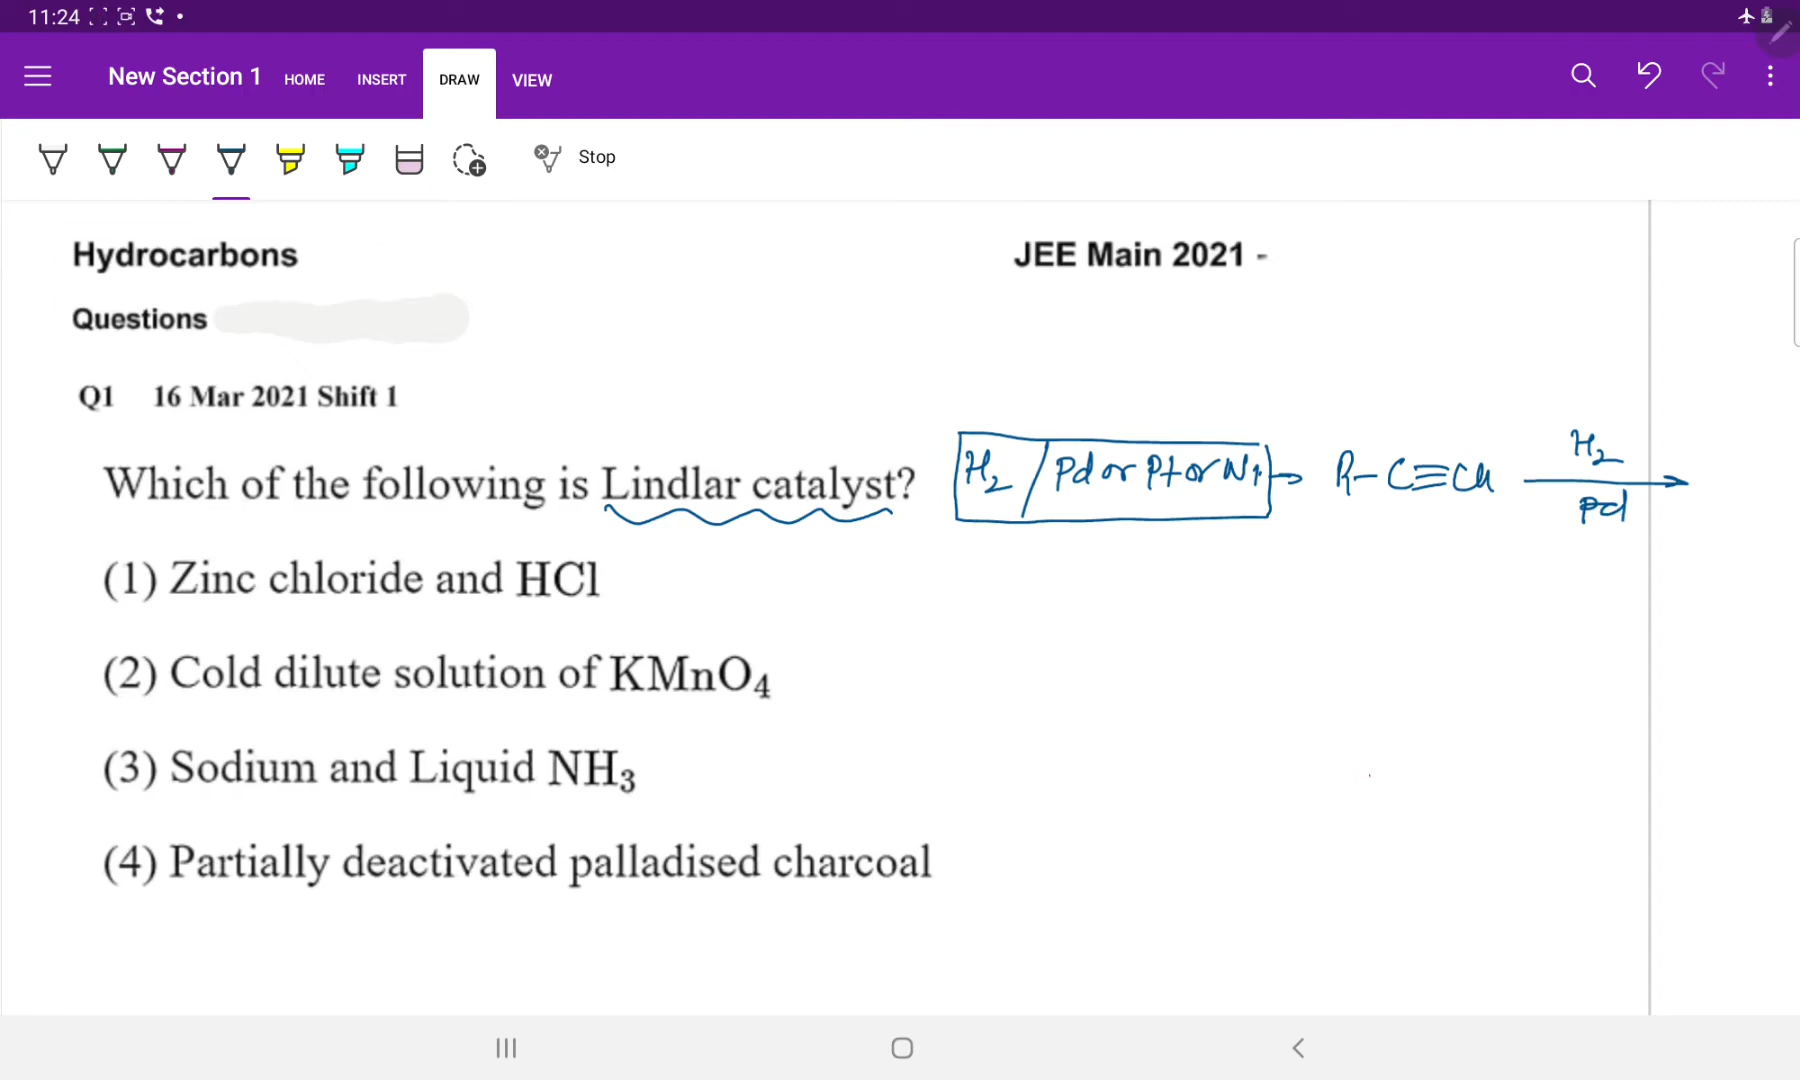 11:24
New Section 1 HOME INSERT DRAW VIEW
Stop
Hydrocarbons JEE Main 2021 -
Questions
Q1 16 Mar 2021 Shift 1
Which of the following is Lindlar catalyst? H₂ / Pd or Pt or Ni → R-C≡CH H₂ Pd →
(1) Zinc chloride and HCl
(2) Cold dilute solution of KMnO₄
(3) Sodium and Liquid NH₃
(4) Partially deactivated palladised charcoal